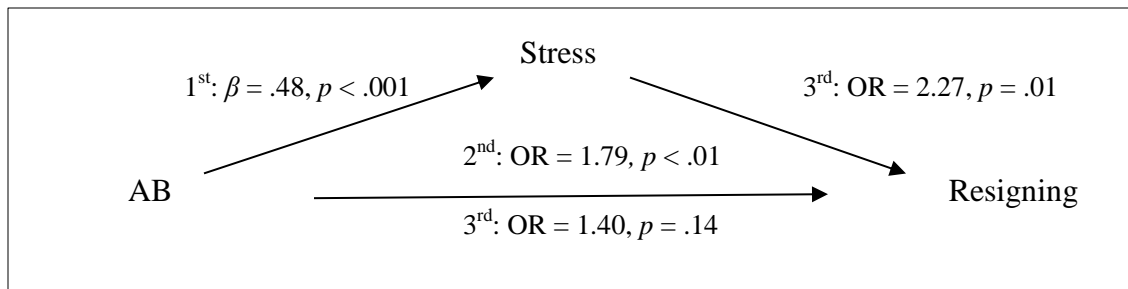 Stress
1st: β = .48, p < .001
3rd: OR = 2.27, p = .01
2nd: OR = 1.79, p < .01
AB
Resigning
3rd: OR = 1.40, p = .14